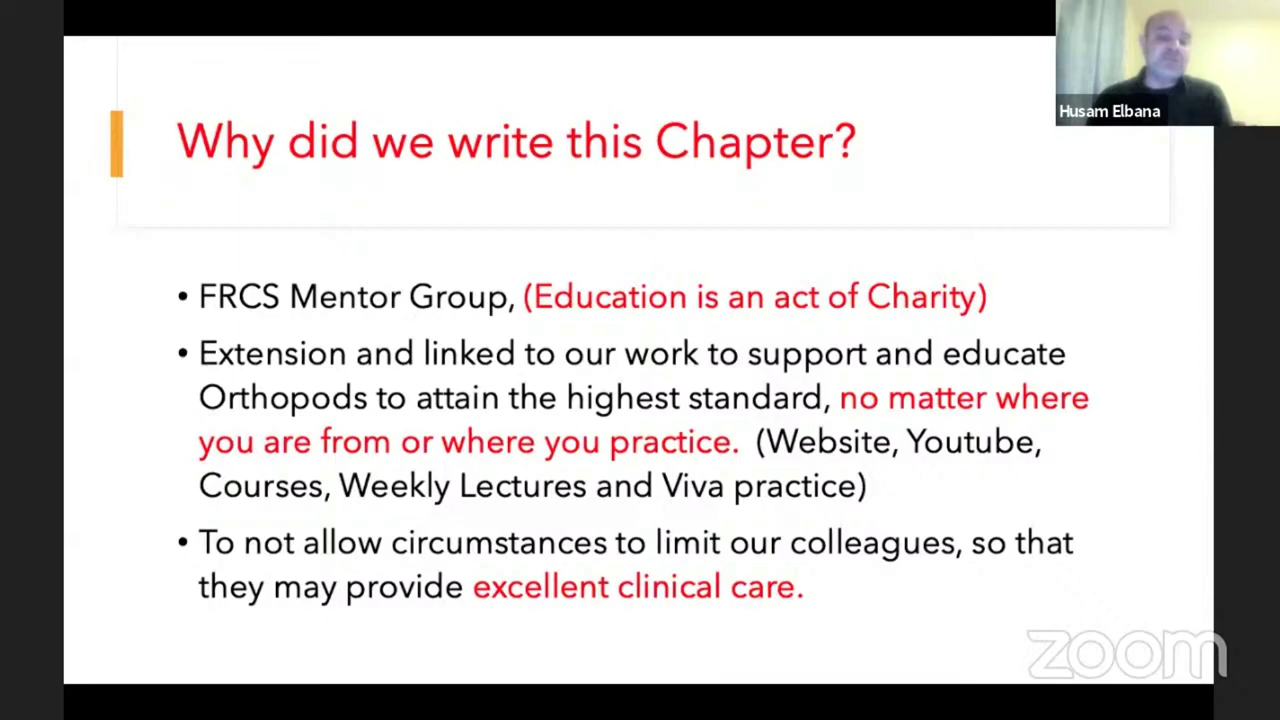 Husam Elbana
Why did we write this Chapter?
• FRCS Mentor Group, (Education is an act of Charity)
• Extension and linked to our work to support and educate
Orthopods to attain the highest standard, no matter where
you are from or where you practice. (Website, Youtube,
Courses, Weekly Lectures and Viva practice)
• To not allow circumstances to limit our colleagues, so that
they may provide excellent clinical care.
zoom